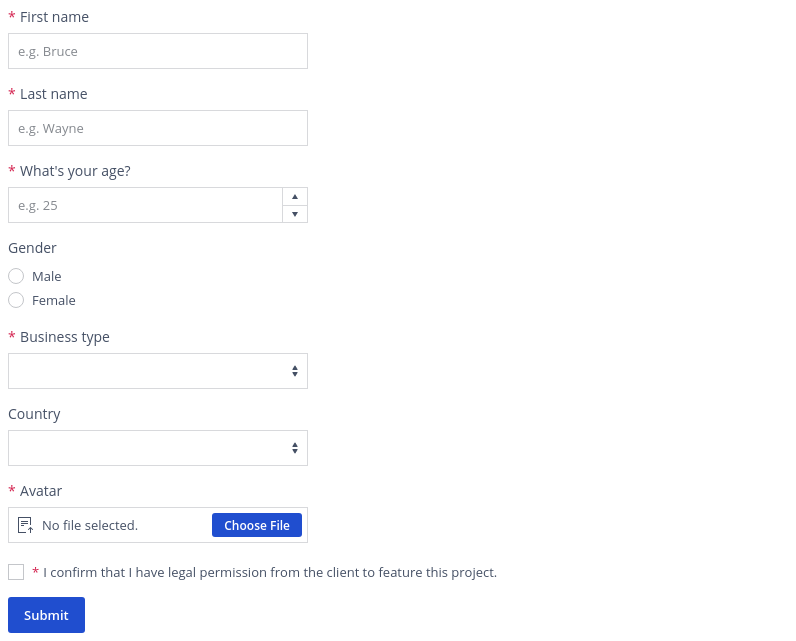 * First name
e.g. Bruce
* Last name
e.g. Wayne
* What's your age?
e.g. 25
Gender
Male
Female
* Business type
Country
* Avatar
No file selected. Choose File
* I confirm that I have legal permission from the client to feature this project.
Submit